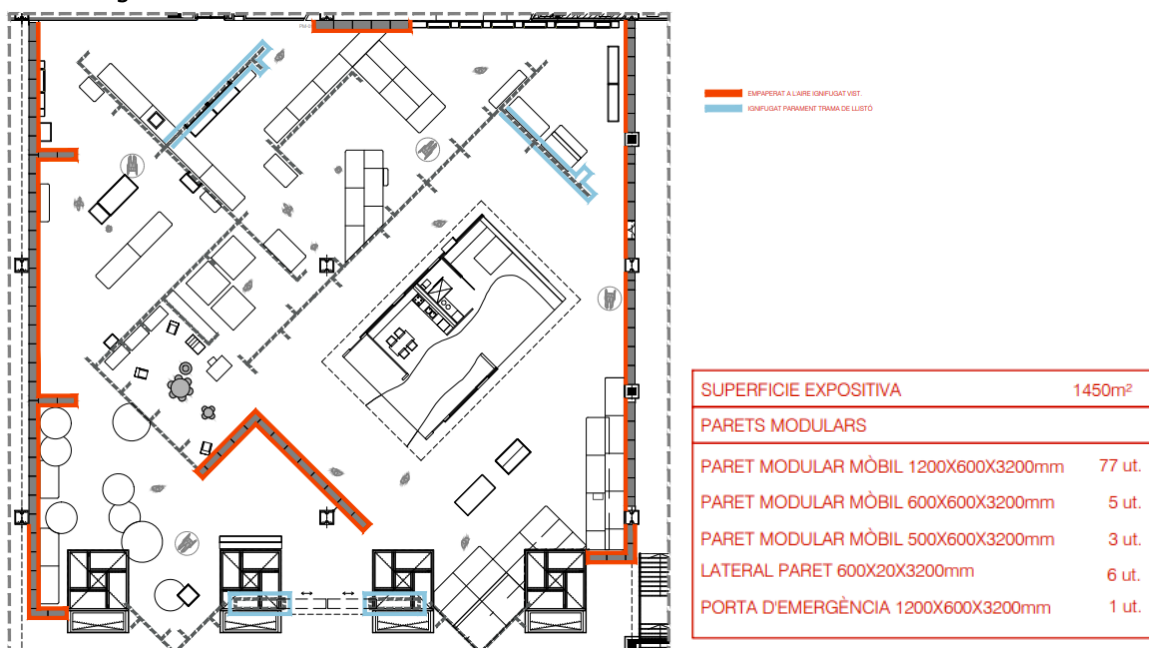 EMPAPERAT A L'AIRE IGNIFUGAT VIST.
IGNIFUGAT PARAMENT TRAMA DE LLISTÓ
SUPERFICIE EXPOSITIVA 1450m²
PARETS MODULARS
PARET MODULAR MÒBIL 1200X600X3200mm 77 ut.
PARET MODULAR MÒBIL 600X600X3200mm 5 ut.
PARET MODULAR MÒBIL 500X600X3200mm 3 ut.
LATERAL PARET 600X20X3200mm 6 ut.
PORTA D'EMERGÈNCIA 1200X600X3200mm 1 ut.